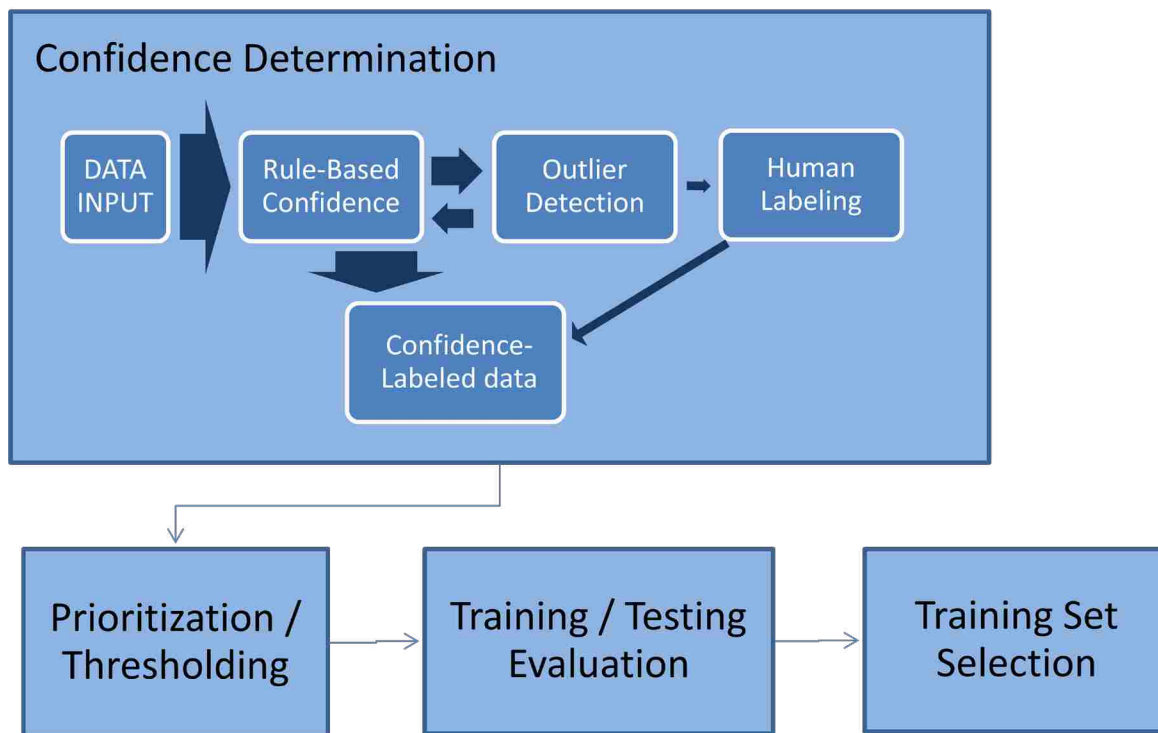 Confidence Determination
DATA
INPUT
Rule-Based
Confidence
Outlier
Detection
Human
Labeling
Confidence-
Labeled data
Prioritization /
Thresholding
Training / Testing
Evaluation
Training Set
Selection